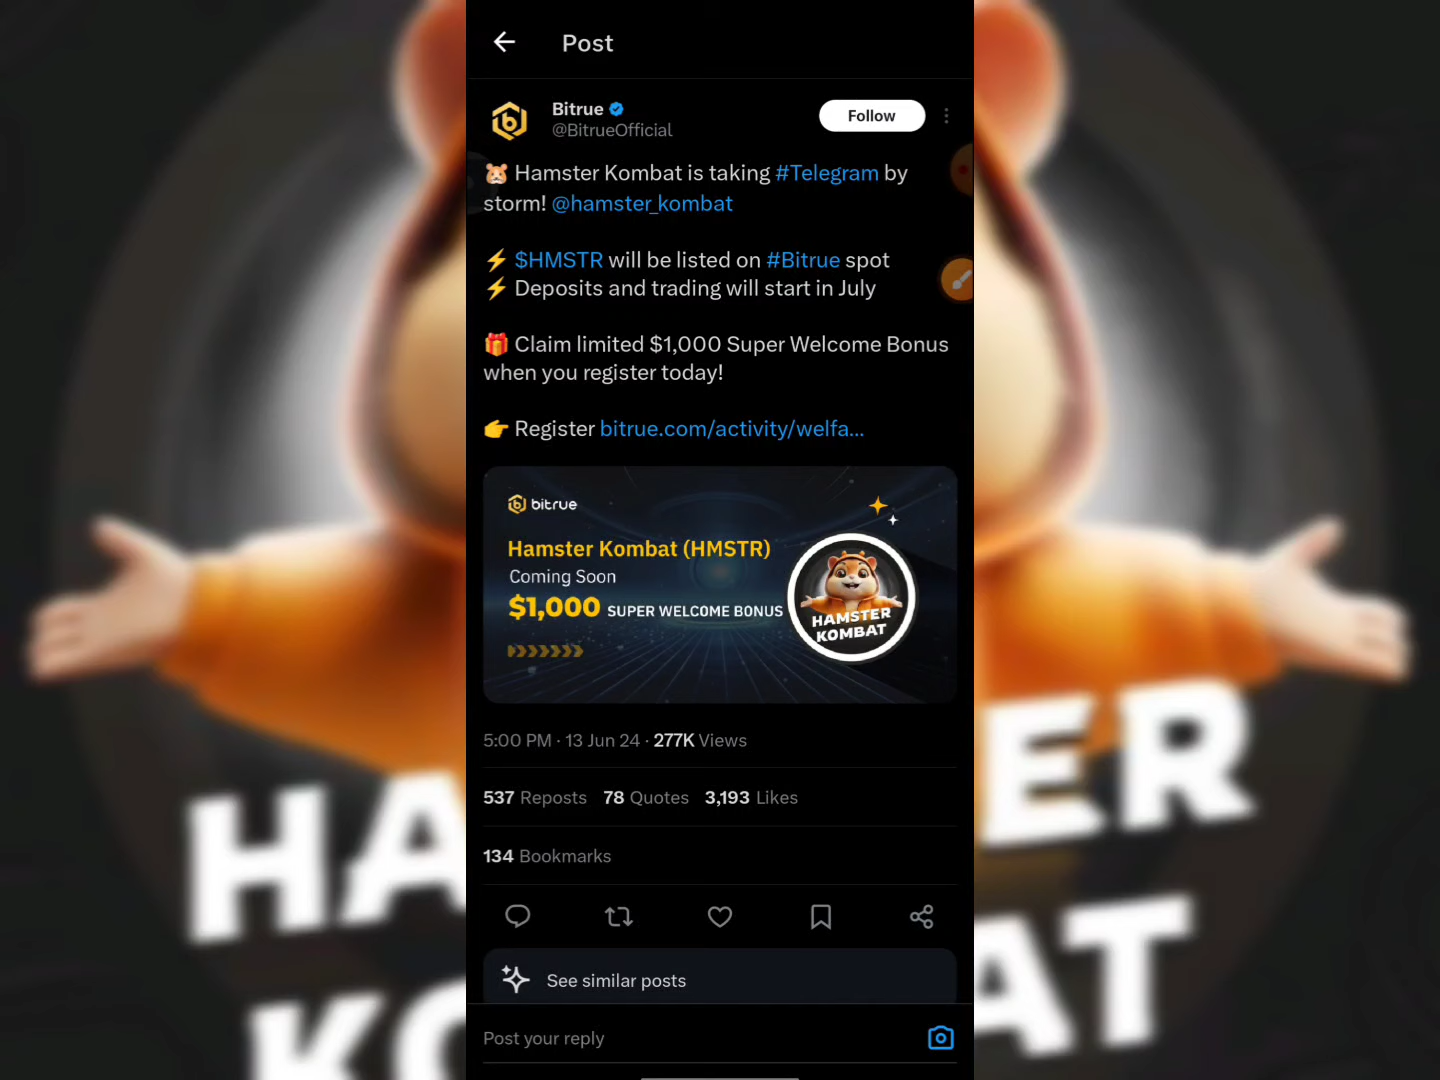 Post
Bitrue
@BitrueOfficial
Follow
🐹 Hamster Kombat is taking #Telegram by
storm! @hamster_kombat
⚡ $HMSTR will be listed on #Bitrue spot
⚡ Deposits and trading will start in July
🎁 Claim limited $1,000 Super Welcome Bonus
when you register today!
👉 Register bitrue.com/activity/welfa...
bitrue
Hamster Kombat (HMSTR)
Coming Soon
$1,000 SUPER WELCOME BONUS
HAMSTER
KOMBAT
5:00 PM · 13 Jun 24 · 277K Views
537 Reposts 78 Quotes 3,193 Likes
134 Bookmarks
See similar posts
Post your reply
HA
ER
KO
AT